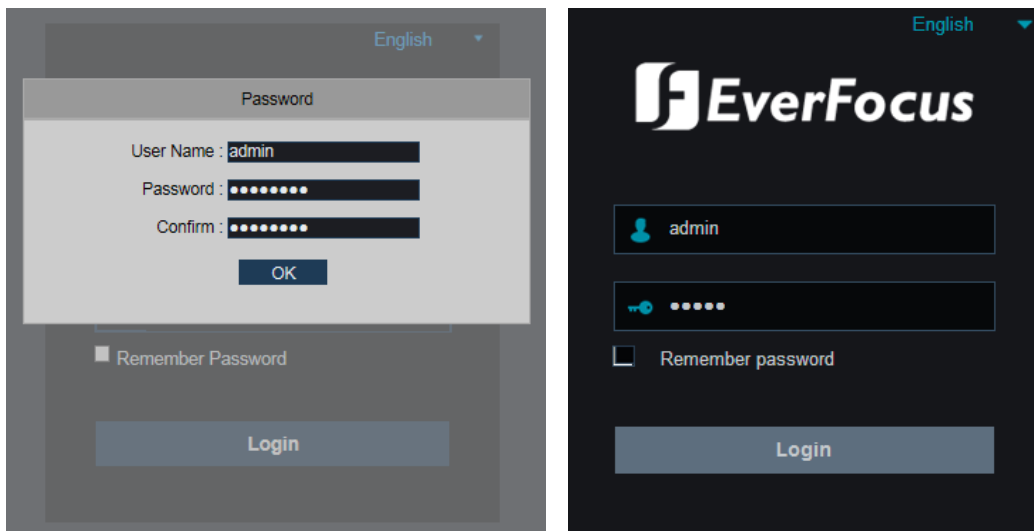 English
Password
User Name : admin
Password : ●●●●●●●●
Confirm : ●●●●●●●●
OK
Remember Password
Login
English
EverFocus
admin
●●●●●
Remember password
Login